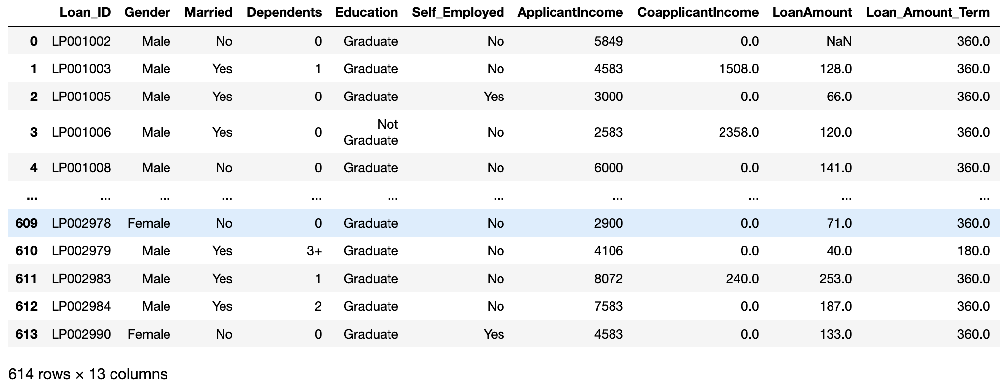 Loan_ID Gender Married Dependents Education Self_Employed ApplicantIncome CoapplicantIncome LoanAmount Loan_Amount_Term
0 LP001002 Male No 0 Graduate No 5849 0.0 NaN 360.0
1 LP001003 Male Yes 1 Graduate No 4583 1508.0 128.0 360.0
2 LP001005 Male Yes 0 Graduate Yes 3000 0.0 66.0 360.0
3 LP001006 Male Yes 0 Not Graduate No 2583 2358.0 120.0 360.0
4 LP001008 Male No 0 Graduate No 6000 0.0 141.0 360.0
... ... ... ... ... ... ... ... ... ... ...
609 LP002978 Female No 0 Graduate No 2900 0.0 71.0 360.0
610 LP002979 Male Yes 3+ Graduate No 4106 0.0 40.0 180.0
611 LP002983 Male Yes 1 Graduate No 8072 240.0 253.0 360.0
612 LP002984 Male Yes 2 Graduate No 7583 0.0 187.0 360.0
613 LP002990 Female No 0 Graduate Yes 4583 0.0 133.0 360.0
614 rows × 13 columns